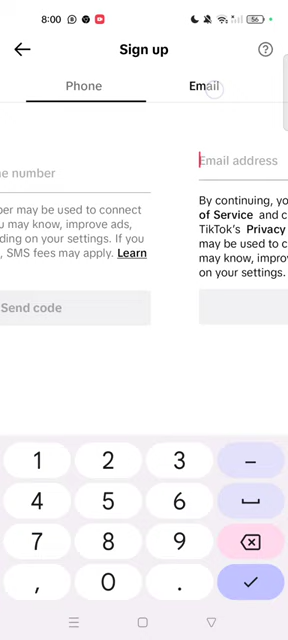 8:00
56
Sign up
Phone
Email
ne number
Email address
ber may be used to connect
u may know, improve ads,
ding on your settings. If you
, SMS fees may apply. Learn
By continuing, yo
of Service and c
TikTok's Privacy
may be used to c
may know, impro
on your settings.
Send code
1
2
3
–
4
5
6
7
8
9
,
0
.